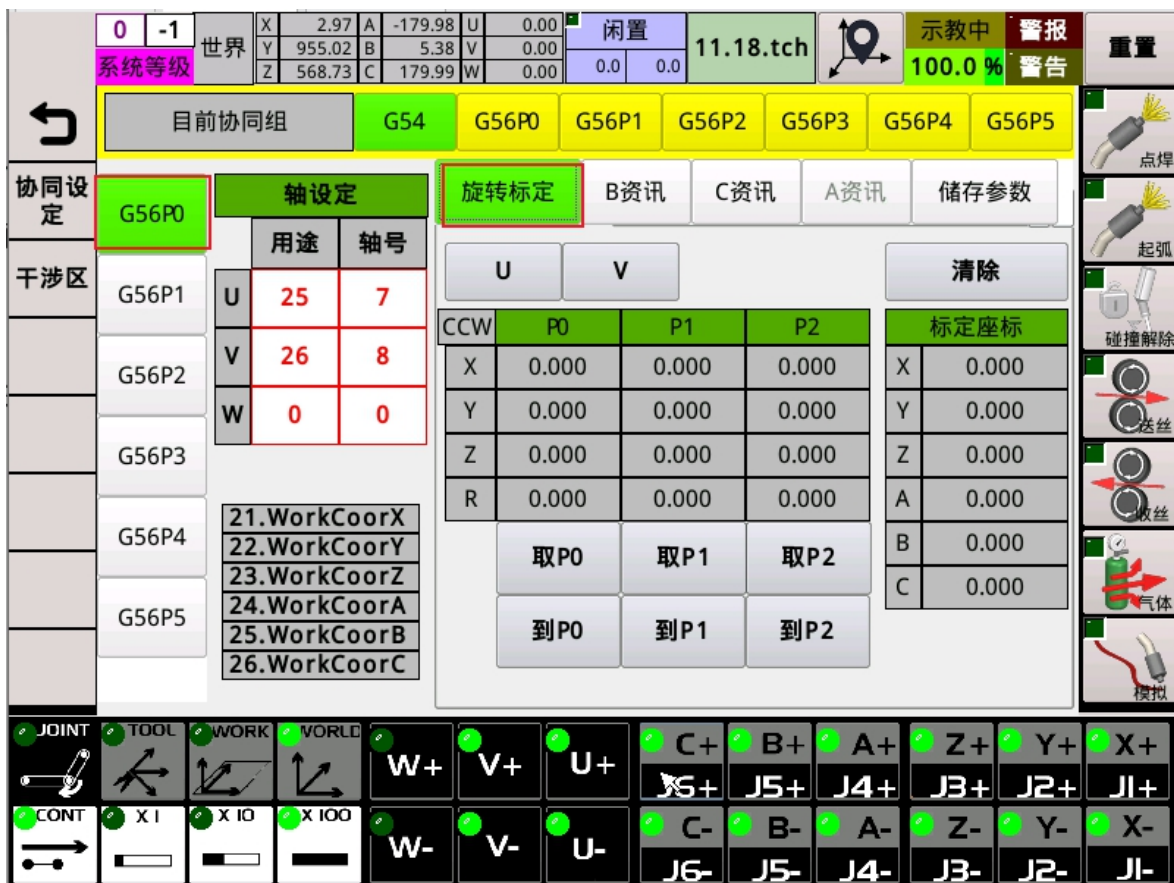 0 -1
系统等级
世界
X 2.97 A -179.98 U 0.00
Y 955.02 B 5.38 V 0.00
Z 568.73 C 179.99 W 0.00
闲置
0.0 0.0
11.18.tch
示教中 警报
100.0 % 警告
重置
目前协同组 G54 G56P0 G56P1 G56P2 G56P3 G56P4 G56P5
点焊
协同设定
干涉区
G56P0
G56P1
G56P2
G56P3
G56P4
G56P5
轴设定
用途 轴号
U 25 7
V 26 8
W 0 0
21.WorkCoorX
22.WorkCoorY
23.WorkCoorZ
24.WorkCoorA
25.WorkCoorB
26.WorkCoorC
旋转标定 B资讯 C资讯 A资讯 储存参数
U V 清除
CCW P0 P1 P2
X 0.000 0.000 0.000
Y 0.000 0.000 0.000
Z 0.000 0.000 0.000
R 0.000 0.000 0.000
取P0 取P1 取P2
到P0 到P1 到P2
标定座标
X 0.000
Y 0.000
Z 0.000
A 0.000
B 0.000
C 0.000
起弧
碰撞解除
送丝
收丝
气体
模拟
JOINT TOOL WORK WORLD W+ V+ U+ C+ B+ A+ Z+ Y+ X+
J6+ J5+ J4+ J3+ J2+ J1+
CONT X1 X10 X100 W- V- U- C- B- A- Z- Y- X-
J6- J5- J4- J3- J2- J1-